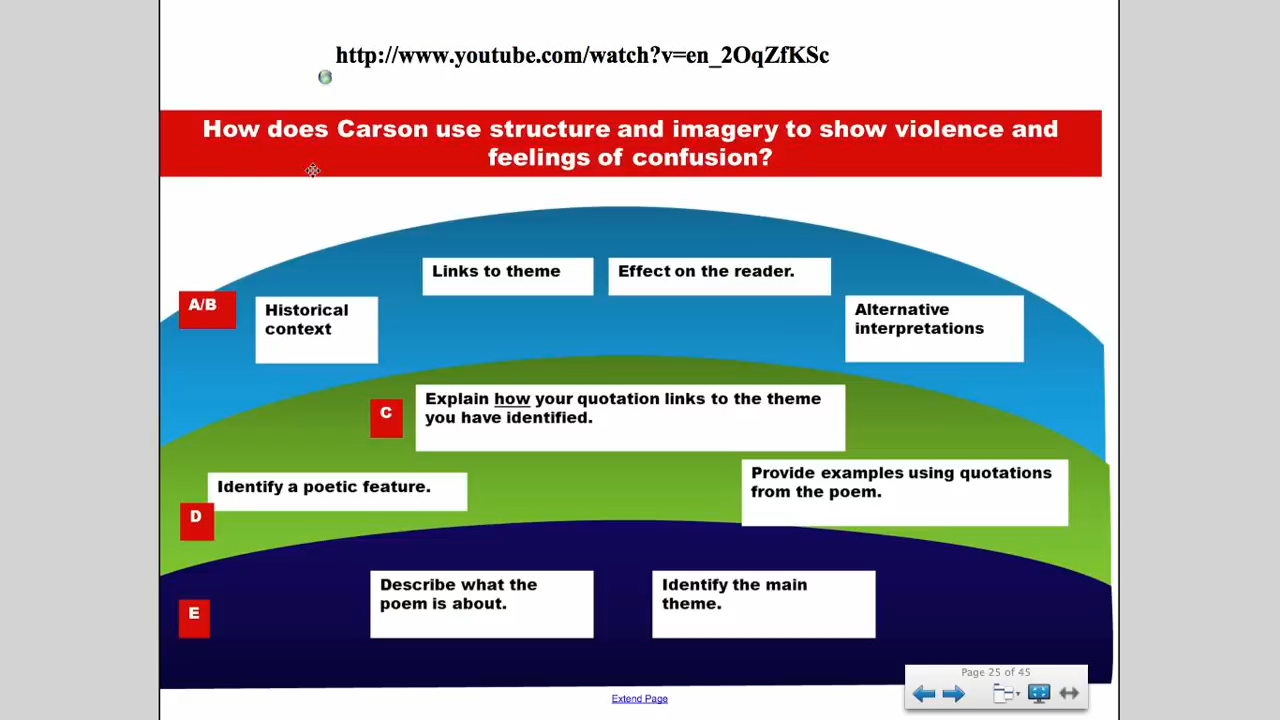 http://www.youtube.com/watch?v=en_2OqZfKSc
How does Carson use structure and imagery to show violence and
feelings of confusion?
Links to theme
Effect on the reader.
A/B
Historical
context
Alternative
interpretations
C
Explain how your quotation links to the theme
you have identified.
Identify a poetic feature.
Provide examples using quotations
from the poem.
D
Describe what the
poem is about.
Identify the main
theme.
E
Page 25 of 45
Extend Page